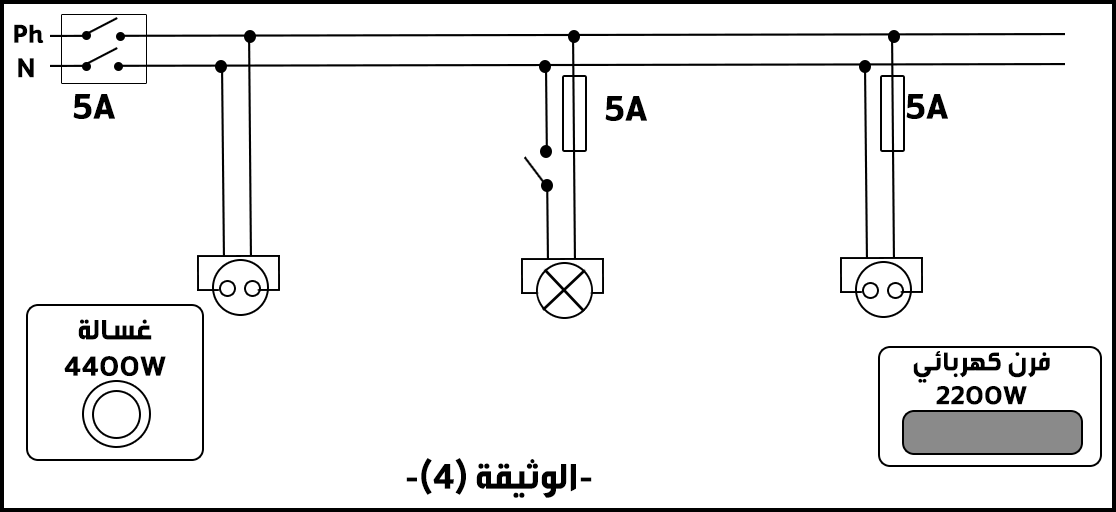 Ph
N
5A
5A
5A
غسالة
4400W
فرن كهربائي
2200W
-الوثيقة (4)-